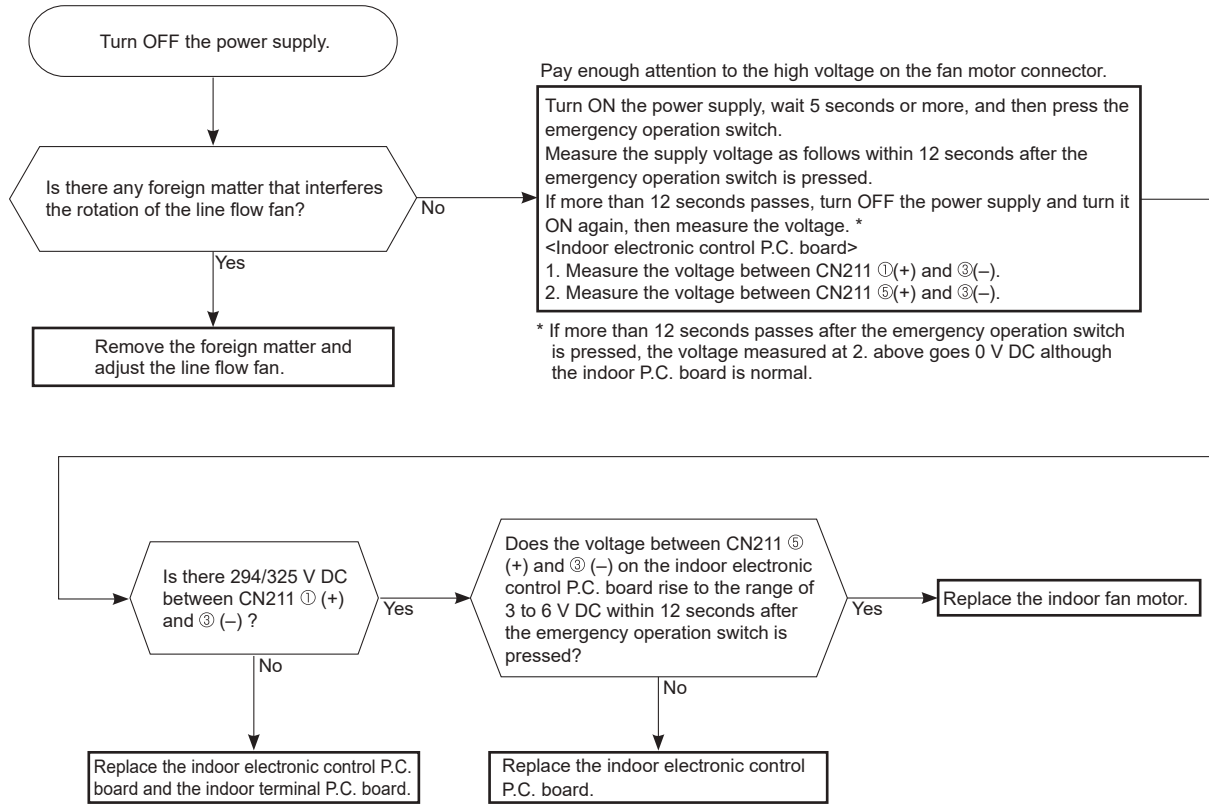 Turn OFF the power supply.
Is there any foreign matter that interferes
the rotation of the line flow fan?
No
Yes
Remove the foreign matter and
adjust the line flow fan.
Pay enough attention to the high voltage on the fan motor connector.
Turn ON the power supply, wait 5 seconds or more, and then press the
emergency operation switch.
Measure the supply voltage as follows within 12 seconds after the
emergency operation switch is pressed.
If more than 12 seconds passes, turn OFF the power supply and turn it
ON again, then measure the voltage. *
<Indoor electronic control P.C. board>
1. Measure the voltage between CN211 ①(+) and ③(–).
2. Measure the voltage between CN211 ⑤(+) and ③(–).
* If more than 12 seconds passes after the emergency operation switch
is pressed, the voltage measured at 2. above goes 0 V DC although
the indoor P.C. board is normal.
Is there 294/325 V DC
between CN211 ① (+)
and ③ (–) ?
Yes
No
Replace the indoor electronic control P.C.
board and the indoor terminal P.C. board.
Does the voltage between CN211 ⑤
(+) and ③ (–) on the indoor electronic
control P.C. board rise to the range of
3 to 6 V DC within 12 seconds after
the emergency operation switch is
pressed?
Yes
No
Replace the indoor electronic control
P.C. board.
Replace the indoor fan motor.